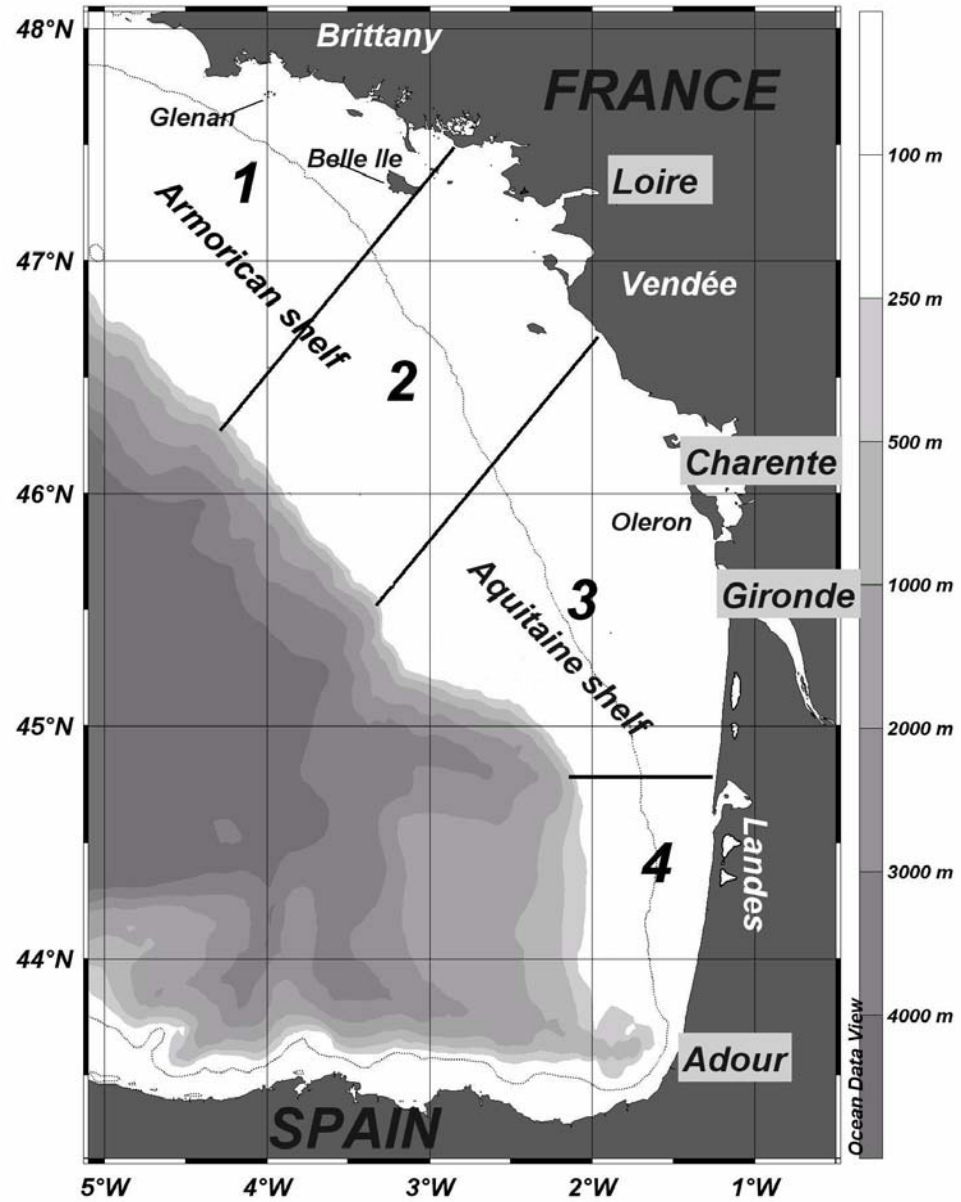 48°N
47°N
46°N
45°N
44°N
5°W
4°W
3°W
2°W
1°W
Brittany
FRANCE
Glenan
Belle Ile
Loire
1
Armorican shelf
Vendée
2
Charente
Oleron
Aquitaine shelf
3
Gironde
4
Landes
Adour
SPAIN
100 m
250 m
500 m
1000 m
2000 m
3000 m
4000 m
Ocean Data View